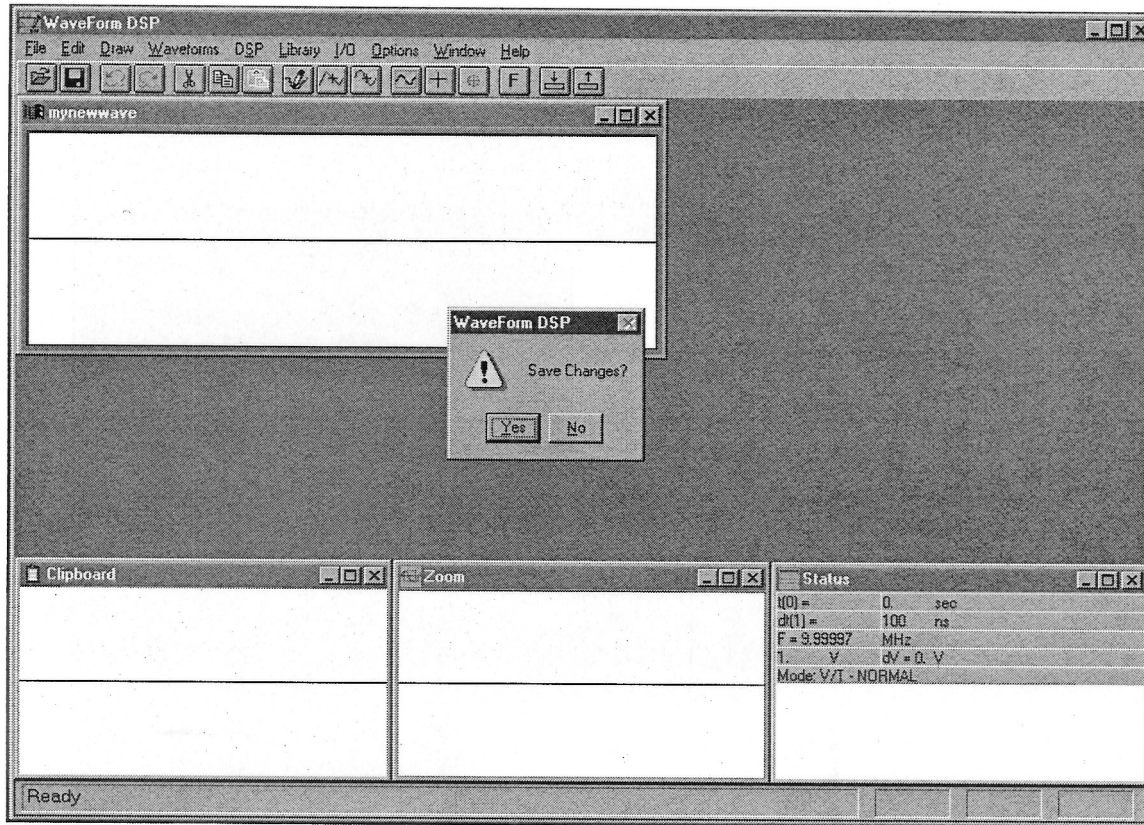 WaveForm DSP
File Edit Draw Waveforms DSP Library I/O Options Window Help
F
mynewwave
WaveForm DSP
Save Changes?
Yes No
Clipboard
Zoom
Status
t(0) = 0. sec
dt(1) = 100 ns
F = 9.99997 MHz
1. V dV = 0. V
Mode: V/T - NORMAL
Ready